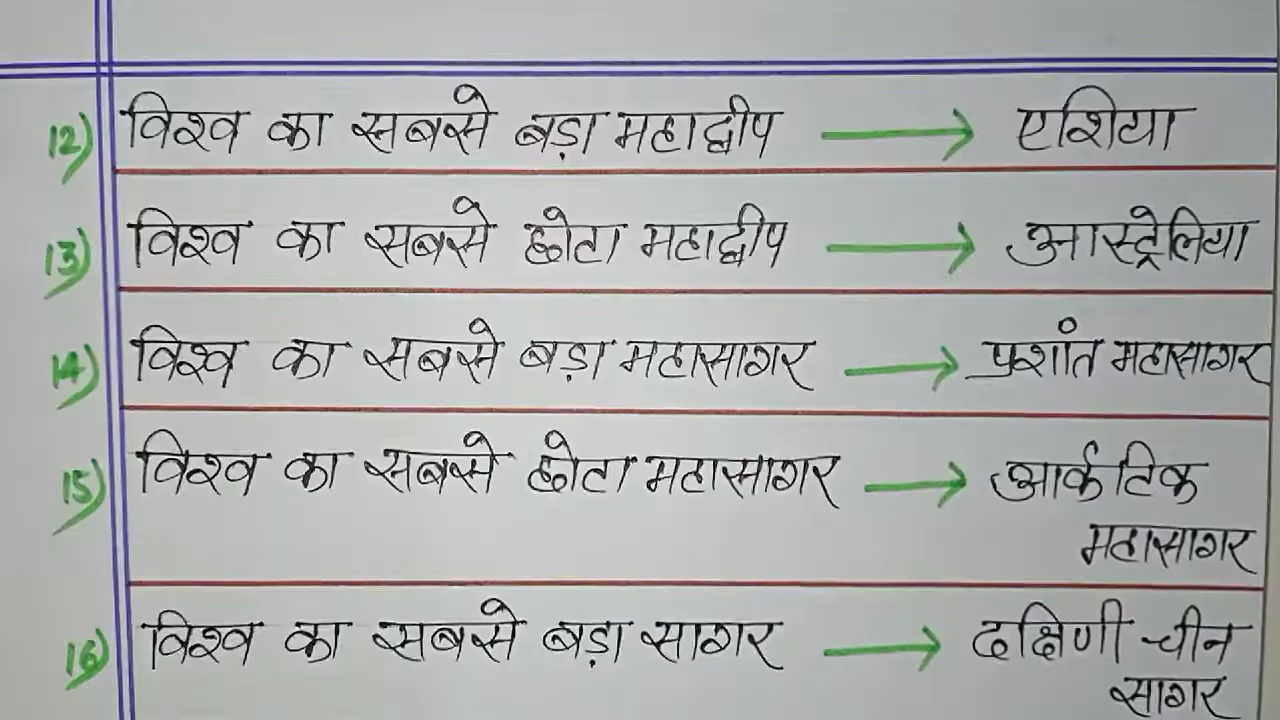 12) विश्व का सबसे बड़ा महाद्वीप → एशिया
13) विश्व का सबसे छोटा महाद्वीप → आस्ट्रेलिया
14) विश्व का सबसे बड़ा महासागर → प्रशांत महासागर
15) विश्व का सबसे छोटा महासागर → आर्कटिक
महासागर
16) विश्व का सबसे बड़ा सागर → दक्षिणी चीन
सागर